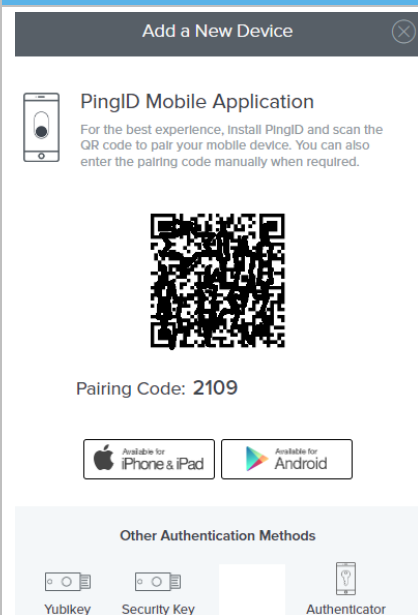 Add a New Device
PingID Mobile Application
For the best experience, install PingID and scan the
QR code to pair your mobile device. You can also
enter the pairing code manually when required.
Pairing Code: 2109
Available for
iPhone & iPad
Available for
Android
Other Authentication Methods
Yubikey Security Key Authenticator